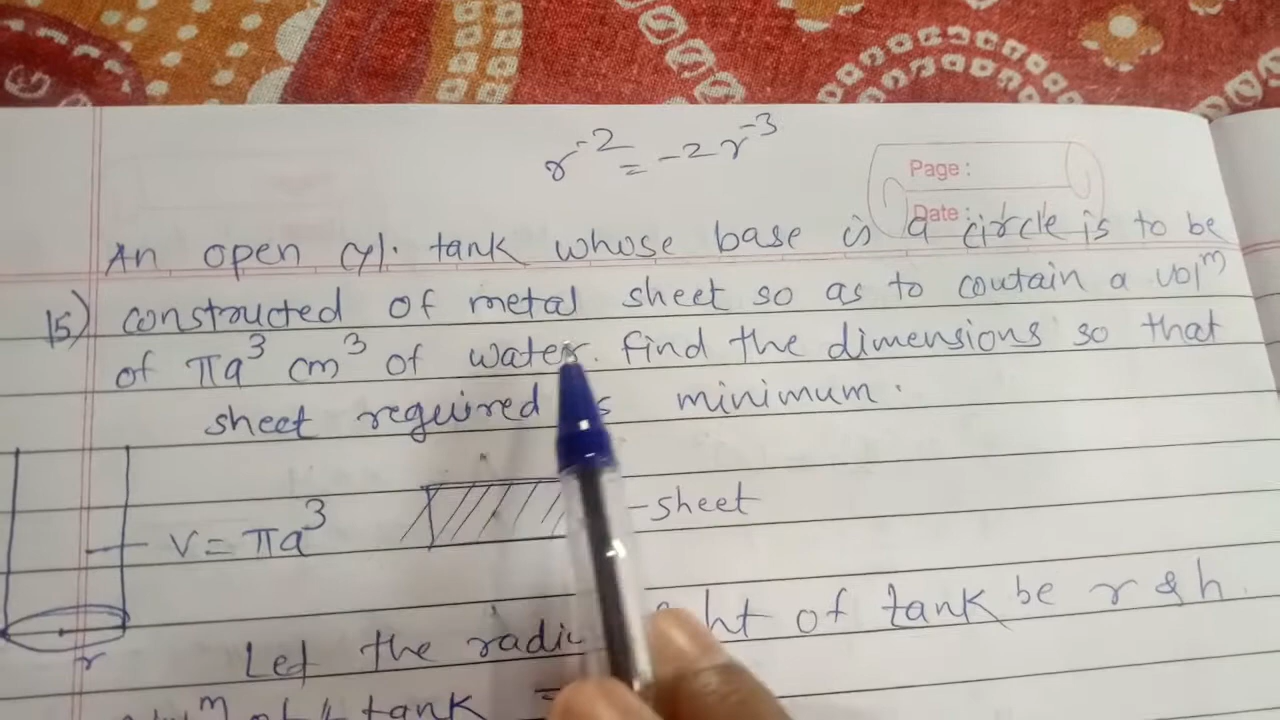 r⁻² = -2r⁻³
Page :
Date :
An open cyl. tank whose base is a circle is to be
15) constructed of metal sheet so as to contain a volᵐ
of πa³ cm³ of water. find the dimensions so that
sheet required is minimum.
V = πa³
-sheet
r
Let the ht of tank be r & h.
tank =